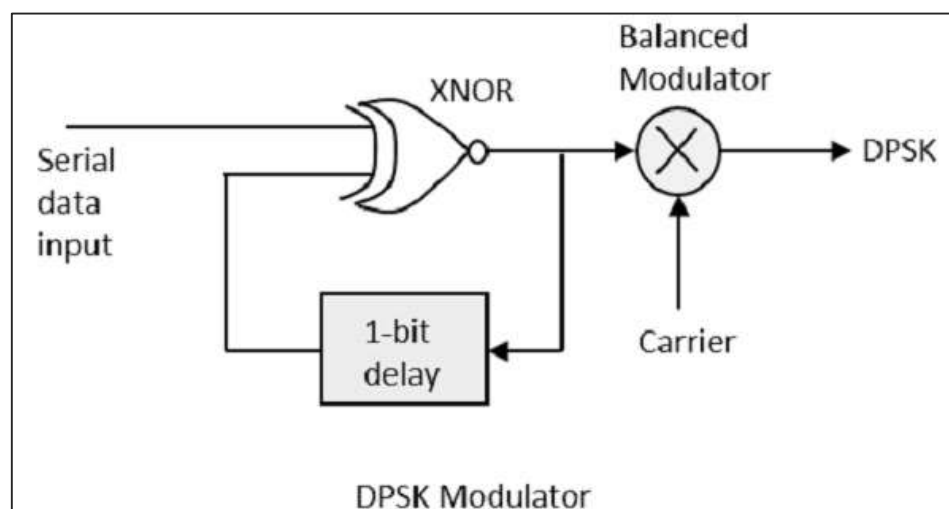 Balanced
Modulator
XNOR
Serial
data
input
DPSK
1-bit
delay
Carrier
DPSK Modulator